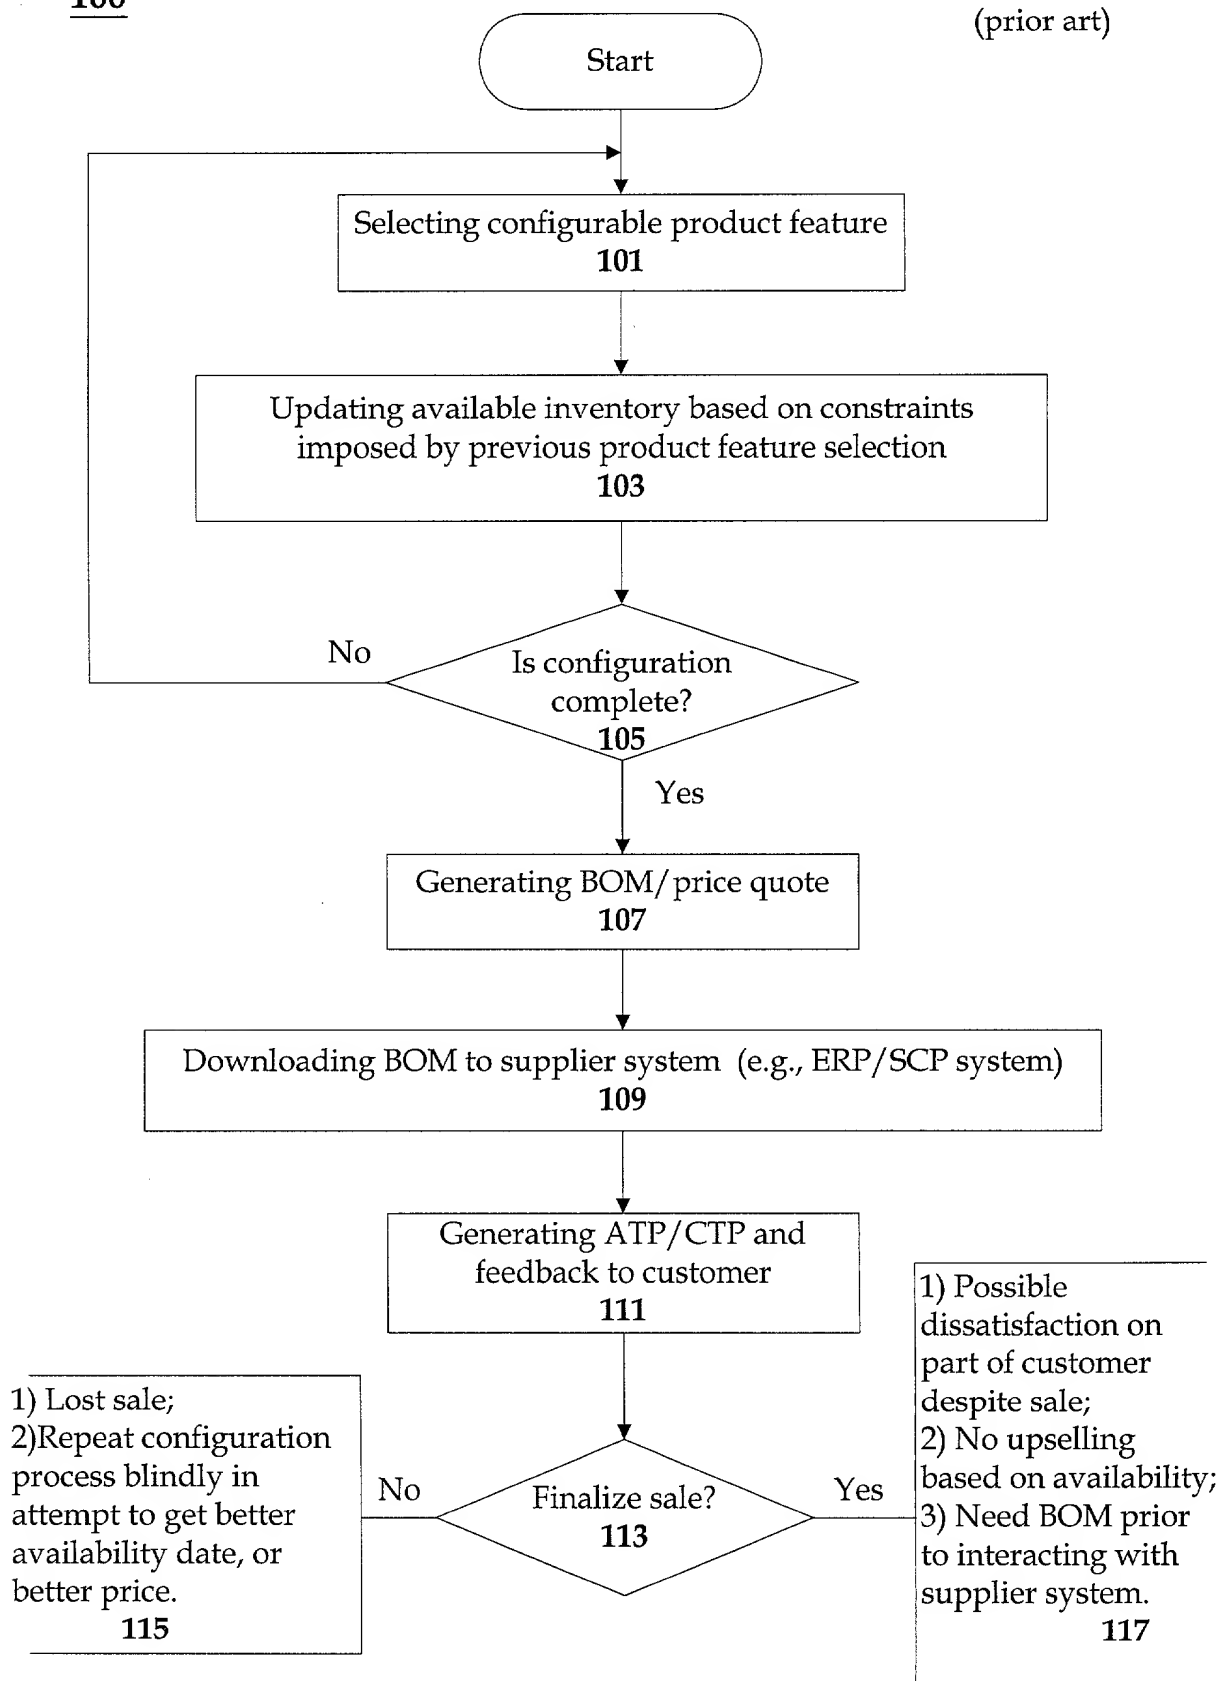 100
(prior art)
Start
Selecting configurable product feature
101
Updating available inventory based on constraints
imposed by previous product feature selection
103
No
Is configuration
complete?
105
Yes
Generating BOM/price quote
107
Downloading BOM to supplier system (e.g., ERP/SCP system)
109
Generating ATP/CTP and
feedback to customer
111
1) Lost sale;
2)Repeat configuration
process blindly in
attempt to get better
availability date, or
better price.
115
No
Finalize sale?
113
Yes
1) Possible
dissatisfaction on
part of customer
despite sale;
2) No upselling
based on availability;
3) Need BOM prior
to interacting with
supplier system.
117